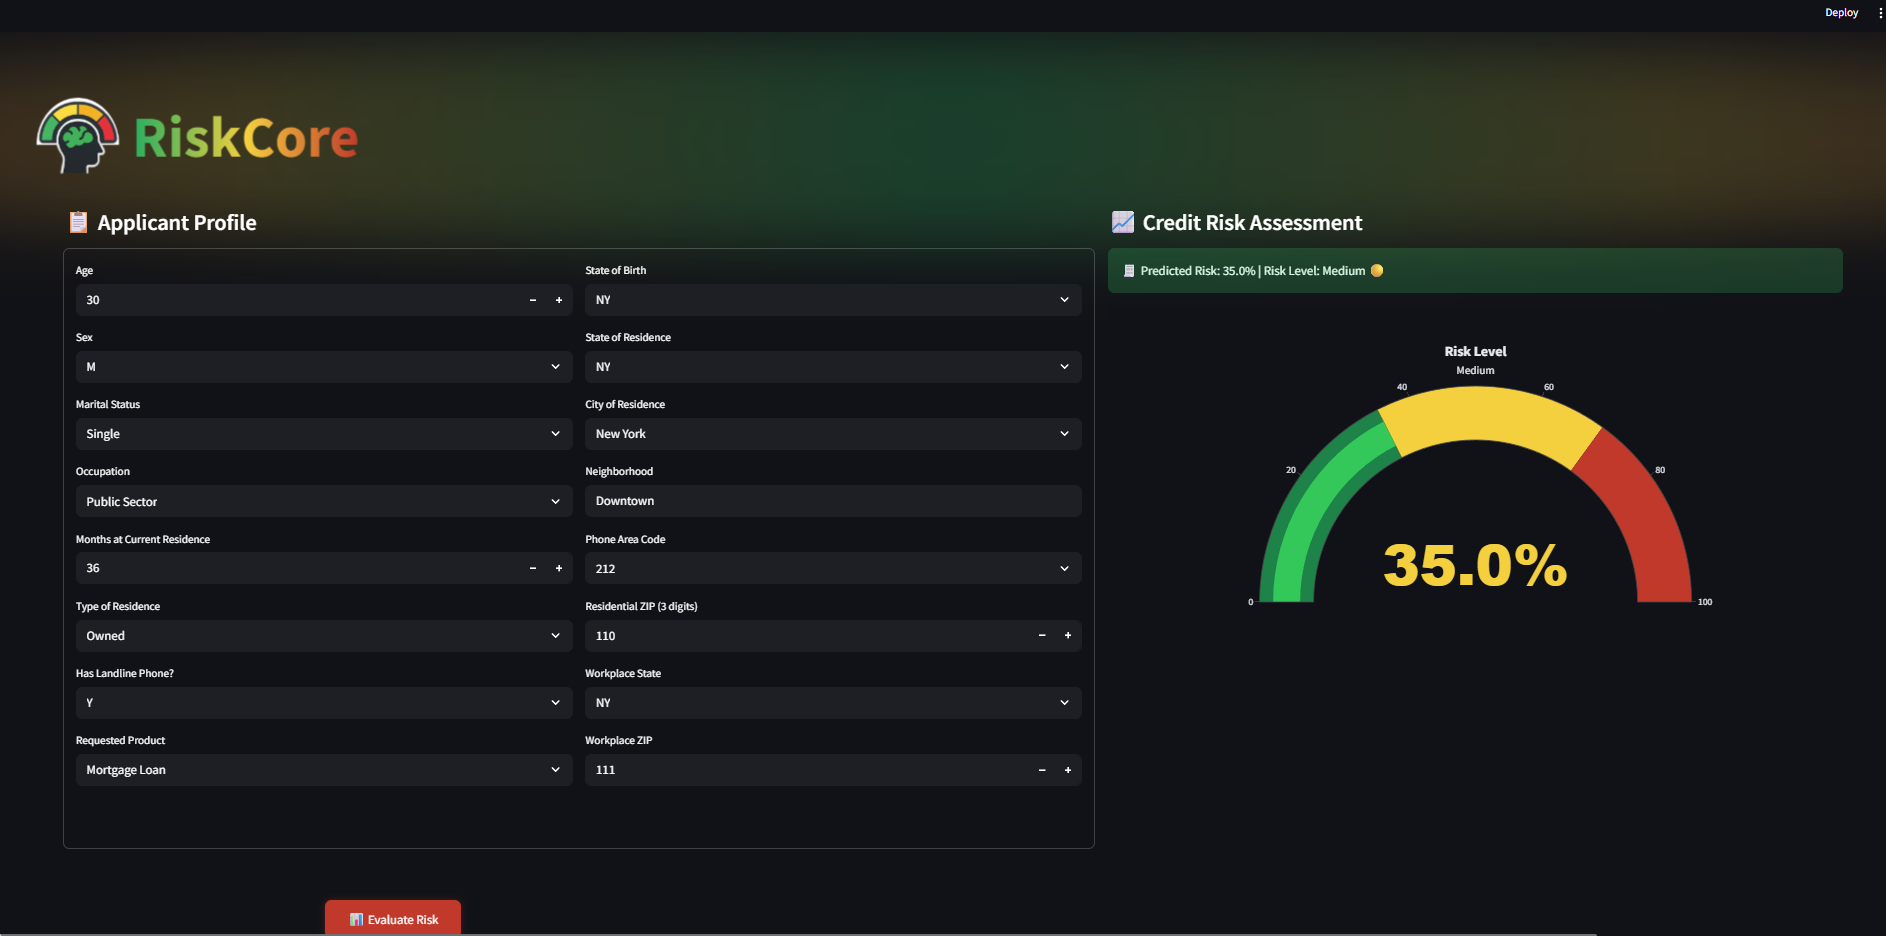 Deploy
RiskCore
Applicant Profile
Age
30
Sex
M
Marital Status
Single
Occupation
Public Sector
Months at Current Residence
36
Type of Residence
Owned
Has Landline Phone?
Y
Requested Product
Mortgage Loan
State of Birth
NY
State of Residence
NY
City of Residence
New York
Neighborhood
Downtown
Phone Area Code
212
Residential ZIP (3 digits)
110
Workplace State
NY
Workplace ZIP
111
Evaluate Risk
Credit Risk Assessment
Predicted Risk: 35.0% | Risk Level: Medium
Risk Level
Medium
0
20
40
60
80
100
35.0%